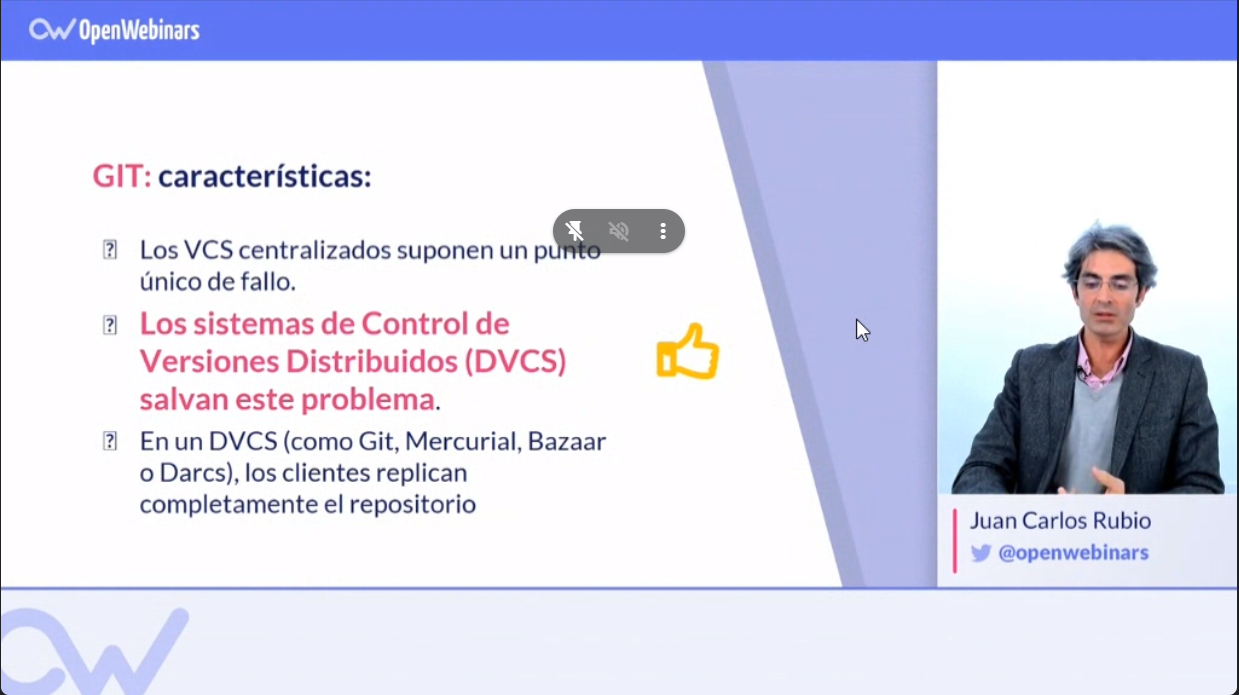 OpenWebinars
GIT: características:
Los VCS centralizados suponen un punto
único de fallo.
Los sistemas de Control de
Versiones Distribuidos (DVCS)
salvan este problema.
En un DVCS (como Git, Mercurial, Bazaar
o Darcs), los clientes replican
completamente el repositorio
Juan Carlos Rubio
@openwebinars